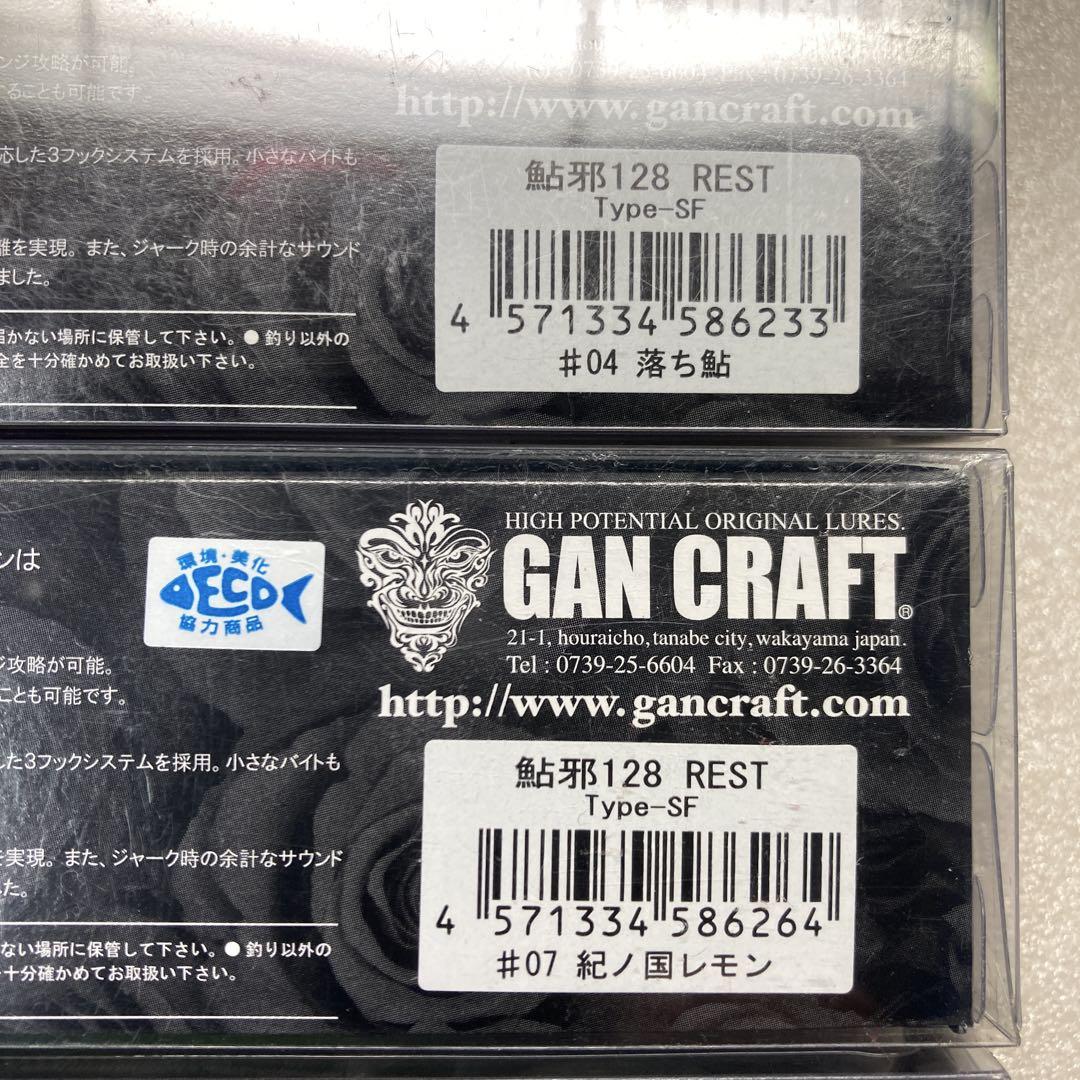 ンジ攻略が可能。
ることも可能です
Fax : 0739-26-3364
http://www.gancraft.com
応した3フックシステムを採用。小さなバイトも
離を実現。また、ジャーク時の余計なサウンド
ました。
届かない場所に保管して下さい。● 釣り以外の
全を十分確かめてお取扱い下さい。
鮎邪128 REST
Type-SF
4 571334 586233
#04 落ち鮎
ンは
環境・美化
ECO
協力商品
HIGH POTENTIAL ORIGINAL LURES.
GAN CRAFT®
21-1, houraicho, tanabe city, wakayama japan.
Tel : 0739-25-6604 Fax : 0739-26-3364
http://www.gancraft.com
ジ攻略が可能。
ことも可能です。
した3フックシステムを採用。小さなバイトも
を実現。また、ジャーク時の余計なサウンド
した。
ない場所に保管して下さい。● 釣り以外の
十分確かめてお取扱い下さい。
鮎邪128 REST
Type-SF
4 571334 586264
#07 紀ノ国レモン